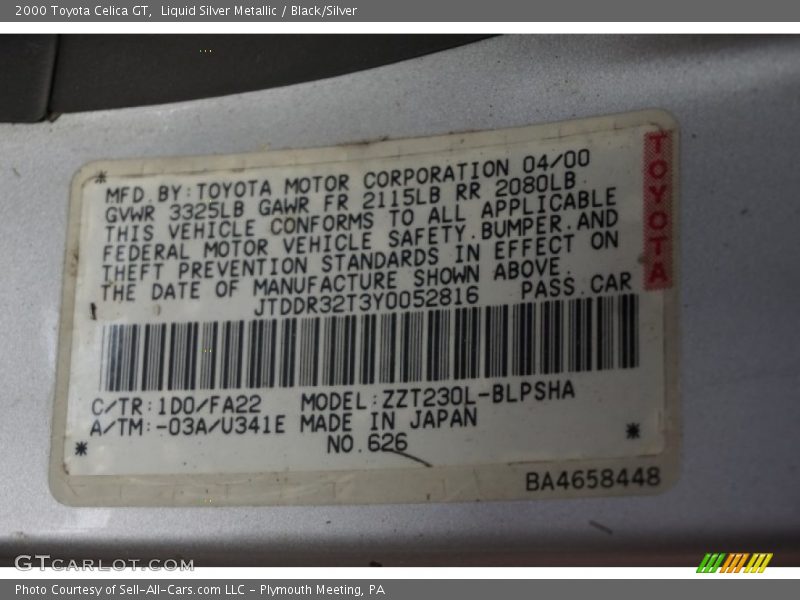 2000 Toyota Celica GT, Liquid Silver Metallic / Black/Silver
MFD.BY:TOYOTA MOTOR CORPORATION 04/00
GVWR 3325LB GAWR FR 2115LB RR 2080LB
THIS VEHICLE CONFORMS TO ALL APPLICABLE
FEDERAL MOTOR VEHICLE SAFETY.BUMPER.AND
THEFT PREVENTION STANDARDS IN EFFECT ON
THE DATE OF MANUFACTURE SHOWN ABOVE.
JTDDR32T3Y0052816 PASS.CAR
TOYOTA
C/TR:1D0/FA22 MODEL:ZZT230L-BLPSHA
A/TM:-03A/U341E MADE IN JAPAN
NO.626
BA4658448
GTCARLOT.COM
Photo Courtesy of Sell-All-Cars.com LLC - Plymouth Meeting, PA